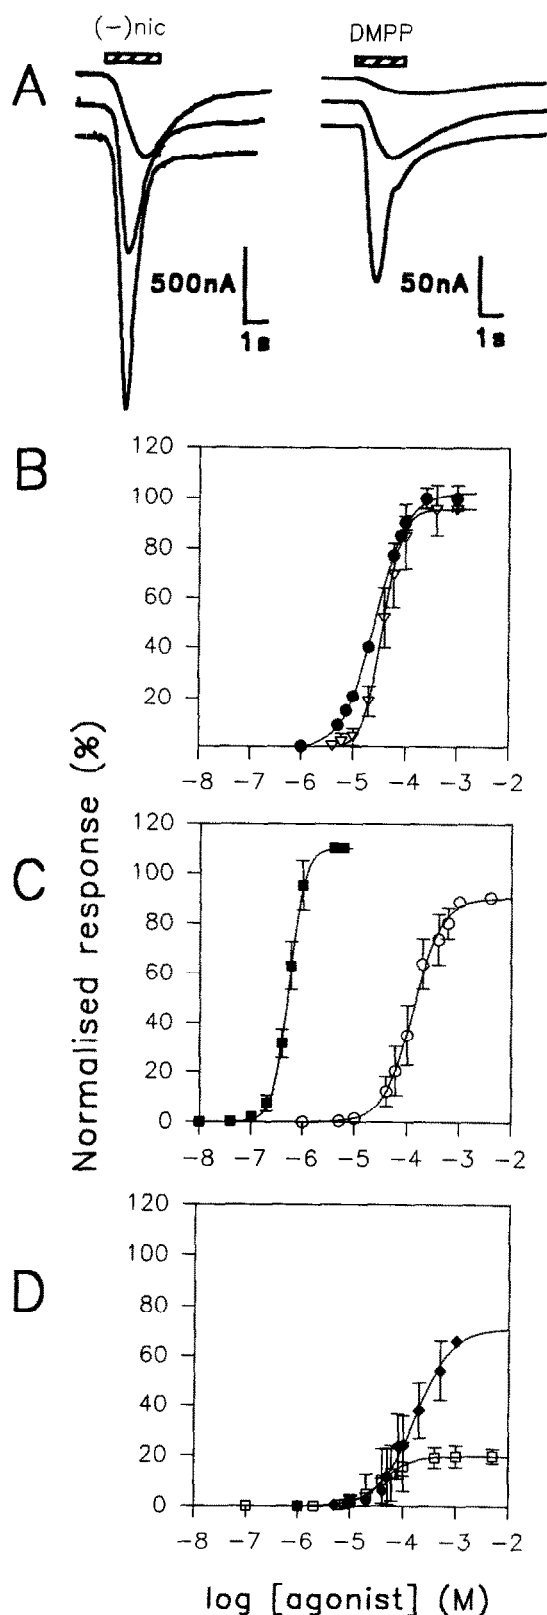 (-)nic DMPP
A
500nA 50nA
1s 1s
B
120
100
80
60
40
20
-8 -7 -6 -5 -4 -3 -2
C
120
100
80
60
40
20
0
-8 -7 -6 -5 -4 -3 -2
D
120
100
80
60
40
20
0
-8 -7 -6 -5 -4 -3 -2
Normalised response (%)
log [agonist] (M)